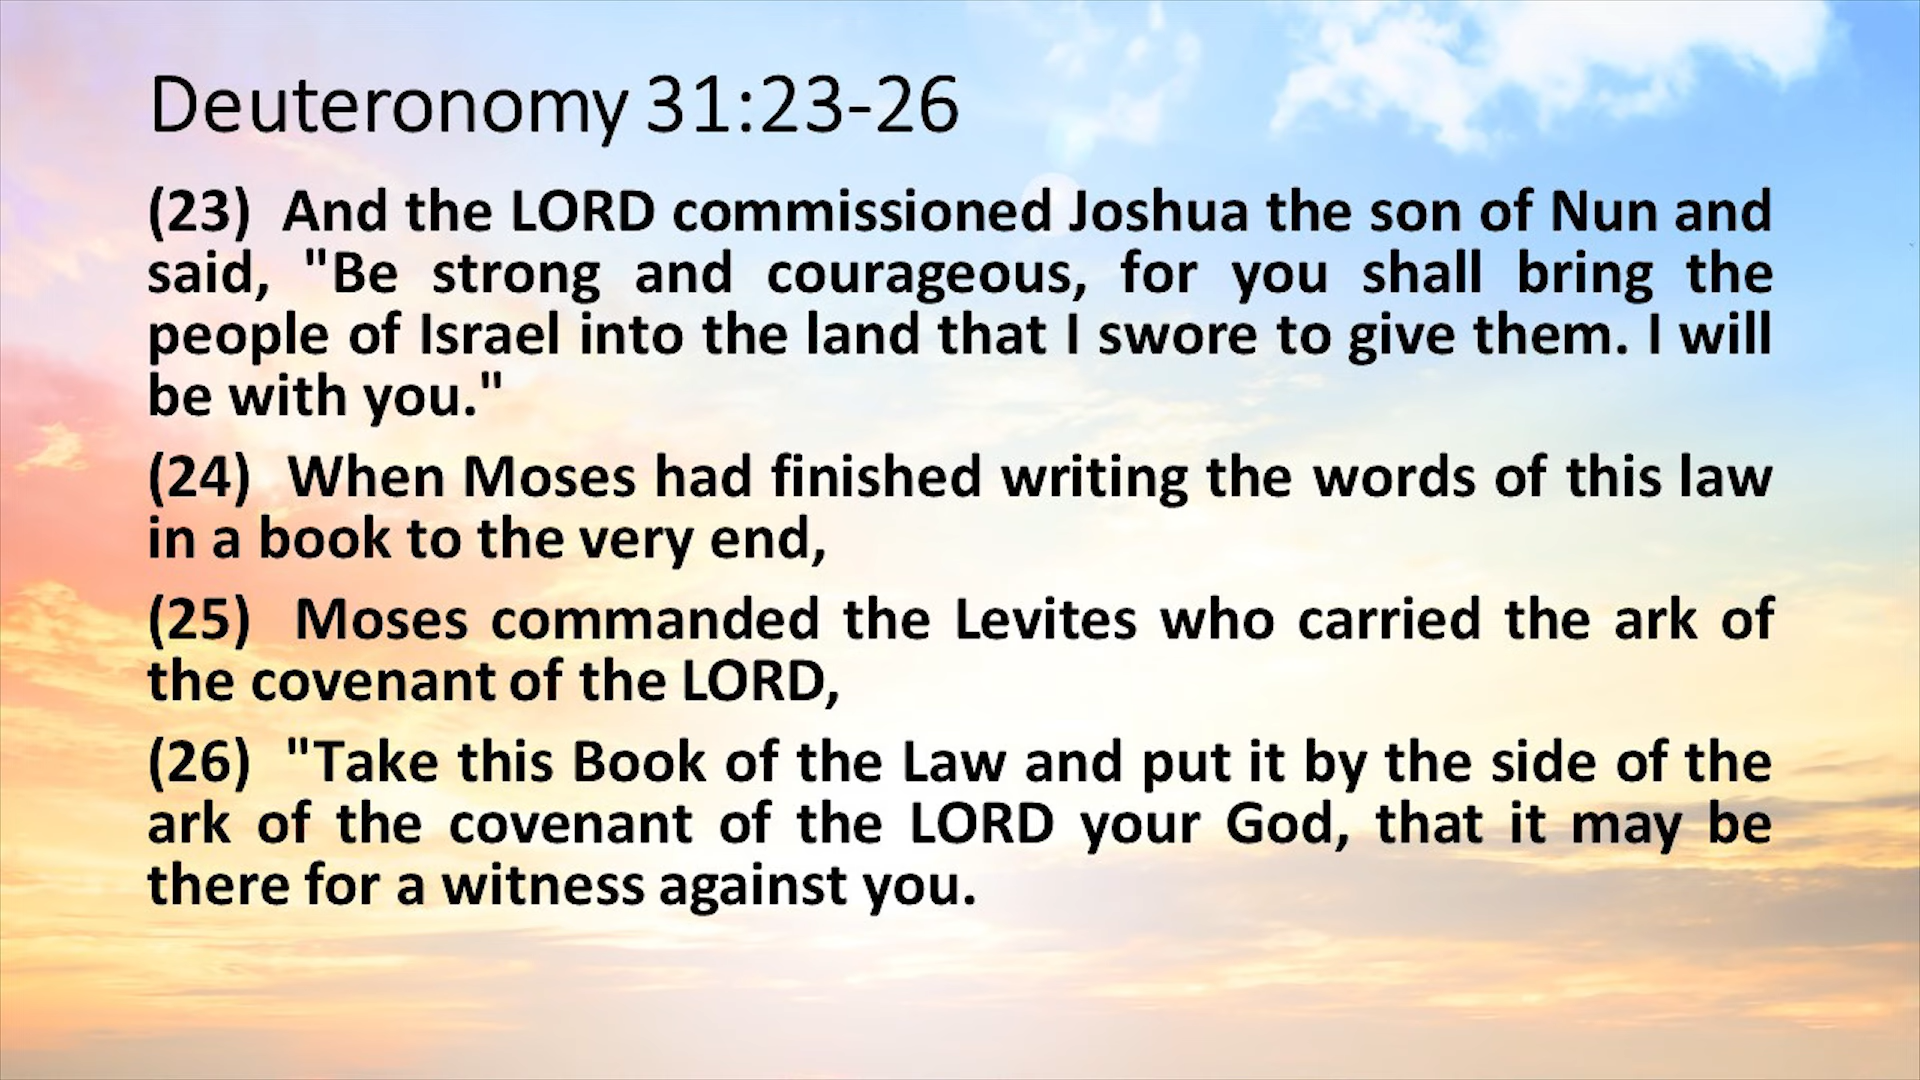 Deuteronomy 31:23-26
(23)  And the LORD commissioned Joshua the son of Nun and
said, "Be strong and courageous, for you shall bring the
people of Israel into the land that I swore to give them. I will
be with you."
(24)  When Moses had finished writing the words of this law
in a book to the very end,
(25)  Moses commanded the Levites who carried the ark of
the covenant of the LORD,
(26)  "Take this Book of the Law and put it by the side of the
ark of the covenant of the LORD your God, that it may be
there for a witness against you.